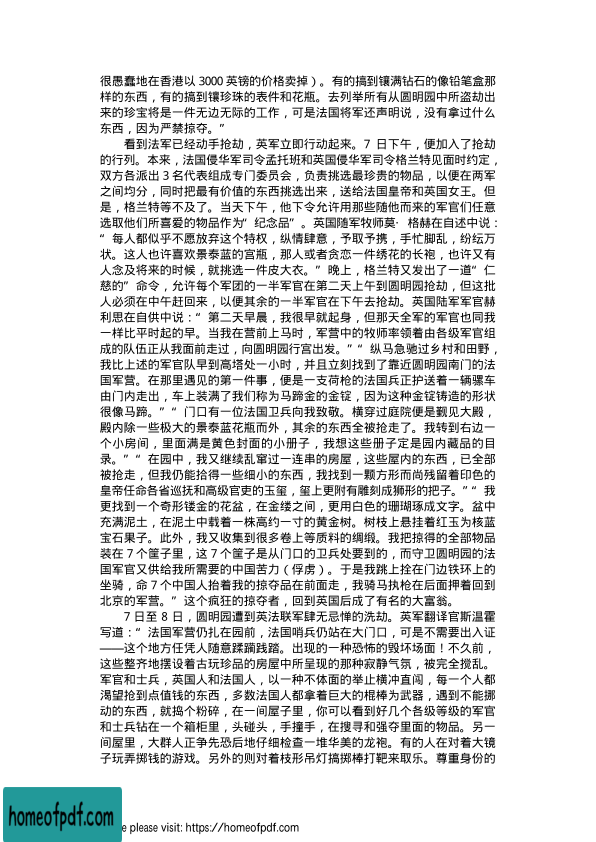 很愚蠢地在香港以 3000 英镑的价格卖掉）。有的搞到镶满钻石的像铅笔盒那
样的东西，有的搞到镶珍珠的表件和花瓶。去列举所有从圆明园中所盗劫出
来的珍宝将是一件无边无际的工作，可是法国将军还声明说，没有拿过什么
东西，因为严禁掠夺。”
看到法军已经动手抢劫，英军立即行动起来。7 日下午，便加入了抢劫
的行列。本来，法国侵华军司令孟托班和英国侵华军司令格兰特见面时约定，
双方各派出 3 名代表组成专门委员会，负责挑选最珍贵的物品，以便在两军
之间均分，同时把最有价值的东西挑选出来，送给法国皇帝和英国女王。但
是，格兰特等不及了。当天下午，他下令允许用那些随他而来的军官们任意
选取他们所喜爱的物品作为“纪念品”。英国随军牧师莫·格赫在自述中说：
“每人都似乎不愿放弃这个特权，纵情肆意，予取予携，手忙脚乱，纷纭万
状。这人也许喜欢景泰蓝的宫瓶，那人或者贪恋一件绣花的长袍，也许又有
人念及将来的时候，就挑选一件皮大衣。”晚上，格兰特又发出了一道“仁
慈的”命令，允许每个军团的一半军官在第二天上午到圆明园抢劫，但这批
人必须在中午赶回来，以便其余的一半军官在下午去抢劫。英国陆军军官赫
利思在自供中说：“第二天早晨，我很早就起身，但那天全军的军官也同我
一样比平时起的早。当我在营前上马时，军营中的牧师率领着由各级军官组
成的队伍正从我面前走过，向圆明园行宫出发。”“纵马急驰过乡村和田野，
我比上述的军官队早到高塔处一小时，并且立刻找到了靠近圆明园南门的法
国军营。在那里遇见的第一件事，便是一支荷枪的法国兵正护送着一辆骡车
由门内走出，车上装满了我们称为马蹄金的金锭，因为这种金锭铸造的形状
很像马蹄。”“门口有一位法国卫兵向我致敬。横穿过庭院便是觐见大殿，
殿内除一些极大的景泰蓝花瓶而外，其余的东西全被抢走了。我转到右边一
个小房间，里面满是黄色封面的小册子，我想这些册子定是园内藏品的目
录。”“在园中，我又继续乱窜过一连串的房屋，这些屋内的东西，已全部
被抢走，但我仍能拾得一些细小的东西，我找到一颗方形而尚残留着印色的
皇帝任命各省巡抚和高级官吏的玉玺，玺上更附有雕刻成狮形的把子。”“我
更找到一个奇形镂金的花盆，在金缕之间，更用白色的珊瑚琢成文字。盆中
充满泥土，在泥土中栽着一株高约一寸的黄金树。树枝上悬挂着红玉为核蓝
宝石果子。此外，我又收集到很多卷上等质料的绸缎。我把掠得的全部物品
装在 7 个筐子里，这 7 个筐子是从门口的卫兵处要到的，而守卫圆明园的法
国军官又供给我所需要的中国苦力（俘虏）。于是我跳上拴在门边铁环上的
坐骑，命 7 个中国人抬着我的掠夺品在前面走，我骑马执枪在后面押着回到
北京的军营。”这个疯狂的掠夺者，回到英国后成了有名的大富翁。
7 日至 8 日，圆明园遭到英法联军肆无忌惮的洗劫。英军翻译官斯温霍
写道：“法国军营仍扎在园前，法国哨兵仍站在大门口，可是不需要出入证
——这个地方任凭人随意蹂躏践踏。出现的一种恐怖的毁坏场面！不久前，
这些整齐地摆设着古玩珍品的房屋中所呈现的那种寂静气氛，被完全搅乱。
军官和士兵，英国人和法国人，以一种不体面的举止横冲直闯，每一个人都
渴望抢到点值钱的东西，多数法国人都拿着巨大的棍棒为武器，遇到不能挪
动的东西，就捣个粉碎，在一间屋子里，你可以看到好几个各级等级的军官
和士兵钻在一个箱柜里，头碰头，手撞手，在搜寻和强夺里面的物品。另一
间屋里，大群人正争先恐后地仔细检查一堆华美的龙袍。有的人在对着大镜
子玩弄掷钱的游戏。另外的则对着枝形吊灯搞掷棒打靶来取乐。尊重身份的
homeofpdf.com
e please visit: https://homeofpdf.com